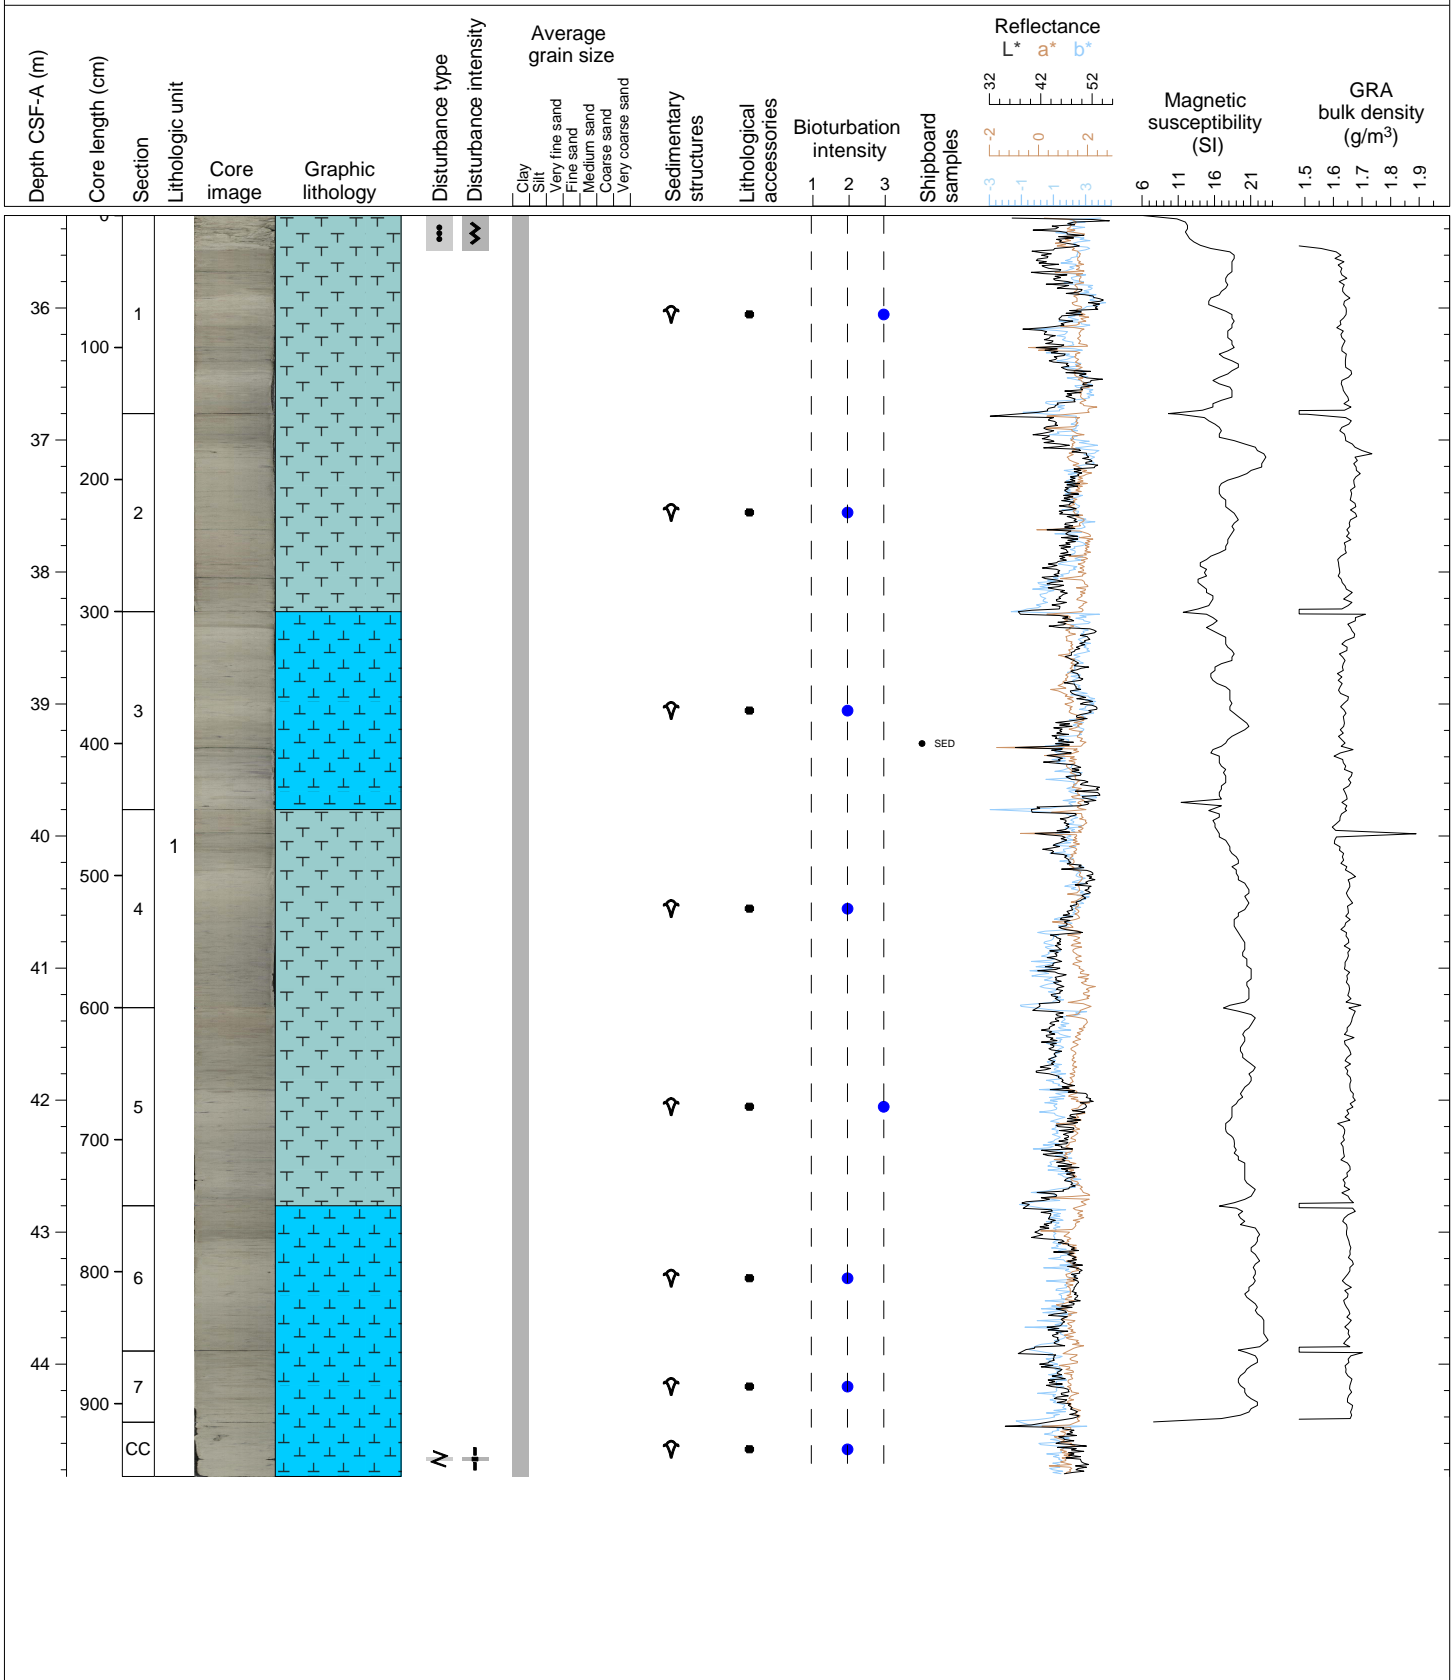 Depth CSF-A (m)
Core length (cm)
Section
Lithologic unit
Core
image
Graphic
lithology
Disturbance type
Disturbance intensity
Average
grain size
Clay
Silt
Very fine sand
Fine sand
Medium sand
Coarse sand
Very coarse sand
Sedimentary
structures
Lithological
accessories
Bioturbation
intensity
1 2 3
Shipboard
samples
Reflectance
L* a* b*
32 42 52
-2 0 2
-3 -1 1 3
Magnetic
susceptibility
(SI)
6 11 16 21
GRA
bulk density
(g/m³)
1.5 1.6 1.7 1.8 1.9
0
36
1
100
37
200
2
38
300
39
3
400
SED
40
1
500
4
41
600
42
5
700
43
800
6
44
7
900
CC